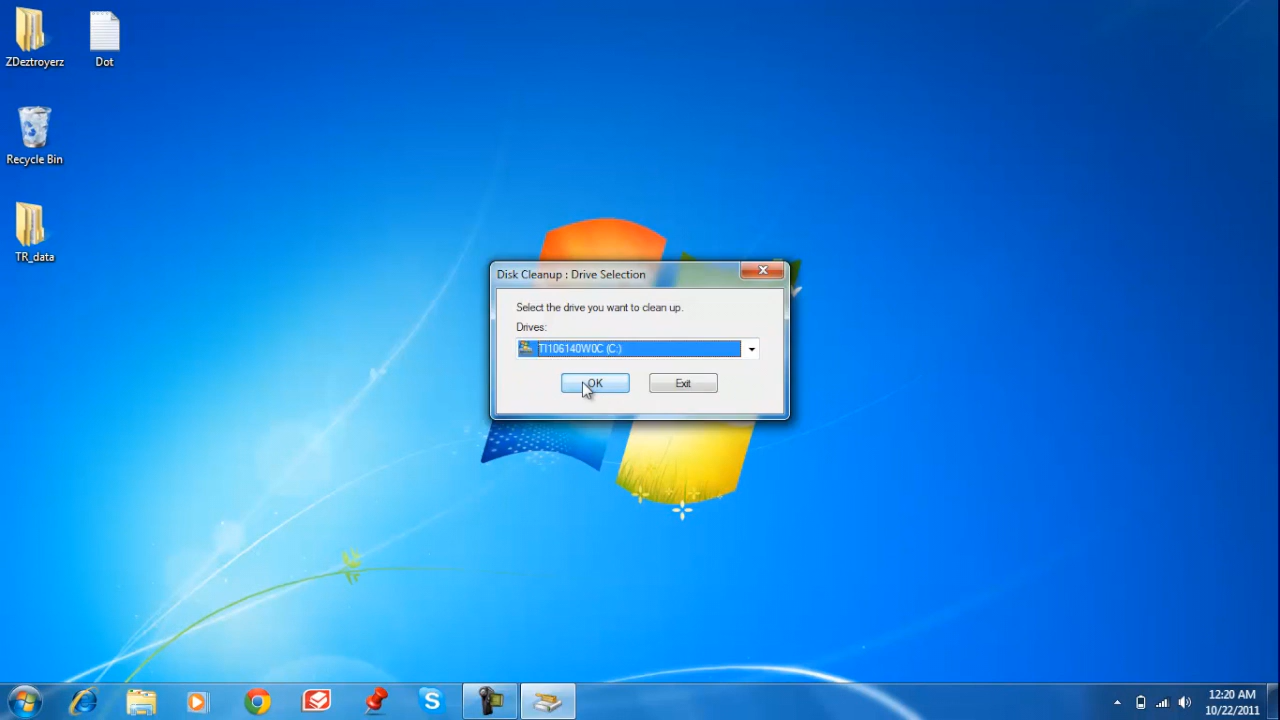 ZDeztroyerz
Dot
Recycle Bin
TR_data
Disk Cleanup : Drive Selection
Select the drive you want to clean up.
Drives:
TI106140W0C (C:)
OK
Exit
12:20 AM
10/22/2011